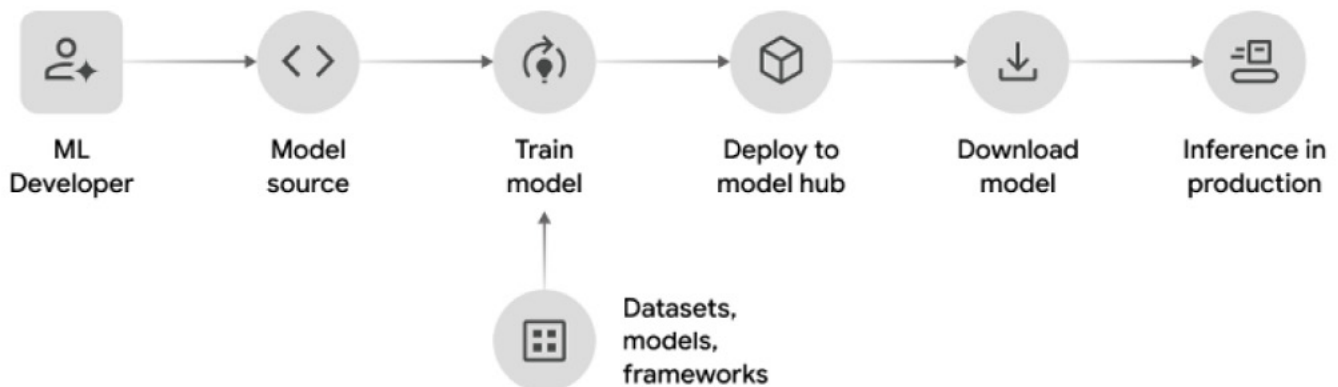 ML
Developer
Model
source
Train
model
Deploy to
model hub
Download
model
Inference in
production
Datasets,
models,
frameworks